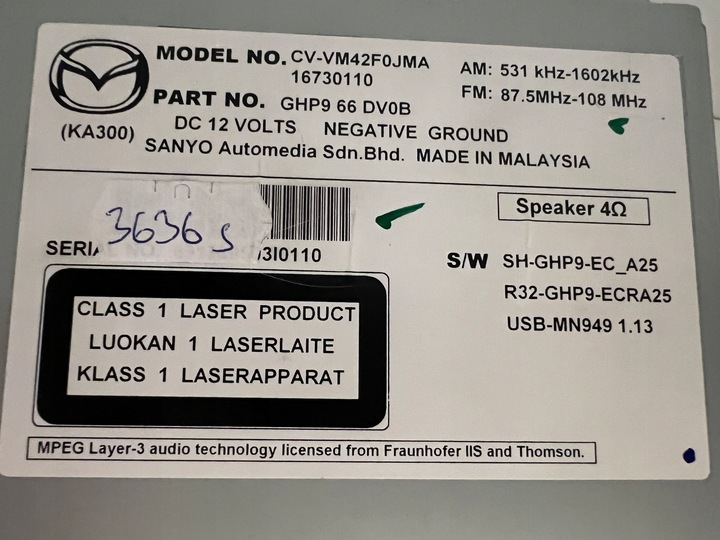 MODEL NO. CV-VM42F0JMA
16730110
AM: 531 kHz-1602kHz
FM: 87.5MHz-108 MHz
PART NO. GHP9 66 DV0B
(KA300)
DC 12 VOLTS NEGATIVE GROUND
SANYO Automedia Sdn.Bhd. MADE IN MALAYSIA
3636 s
Speaker 4Ω
3I0110
S/W SH-GHP9-EC_A25
R32-GHP9-ECRA25
USB-MN949 1.13
CLASS 1 LASER PRODUCT
LUOKAN 1 LASERLAITE
KLASS 1 LASERAPPARAT
MPEG Layer-3 audio technology licensed from Fraunhofer IIS and Thomson.